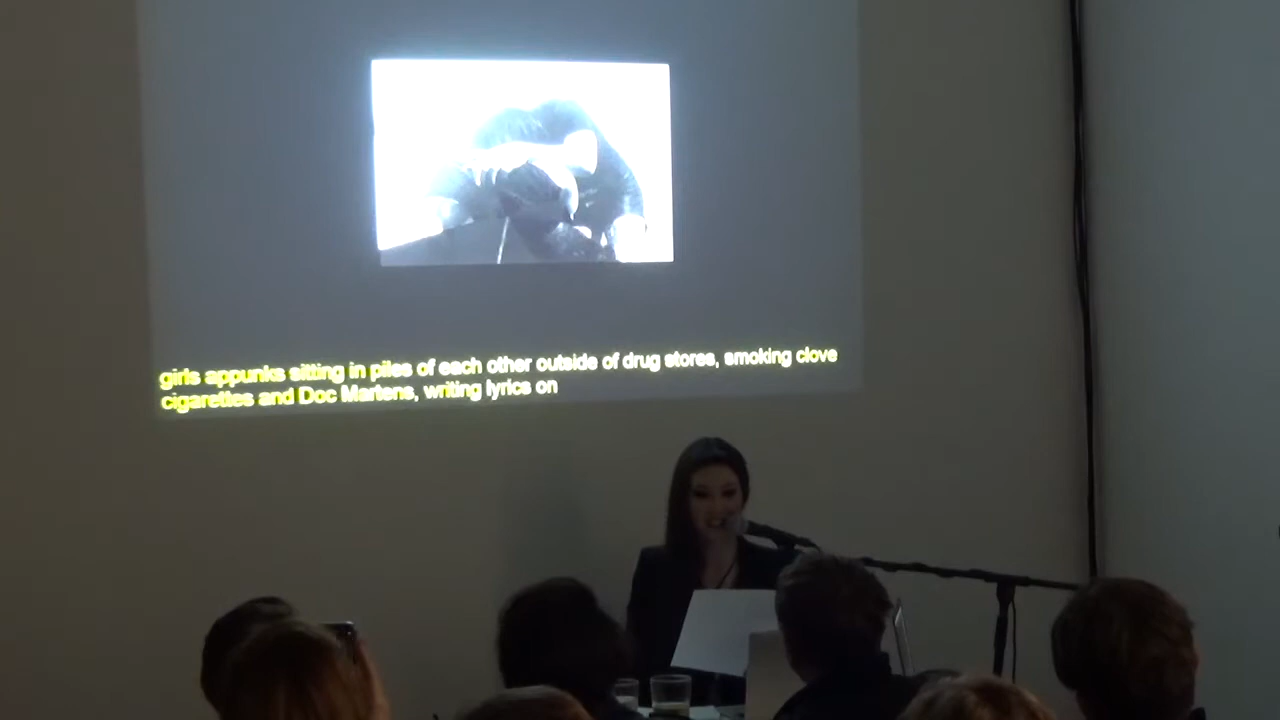 girls appunks sitting in piles of each other outside of drug stores, smoking clove
cigarettes and Doc Martens, writing lyrics on